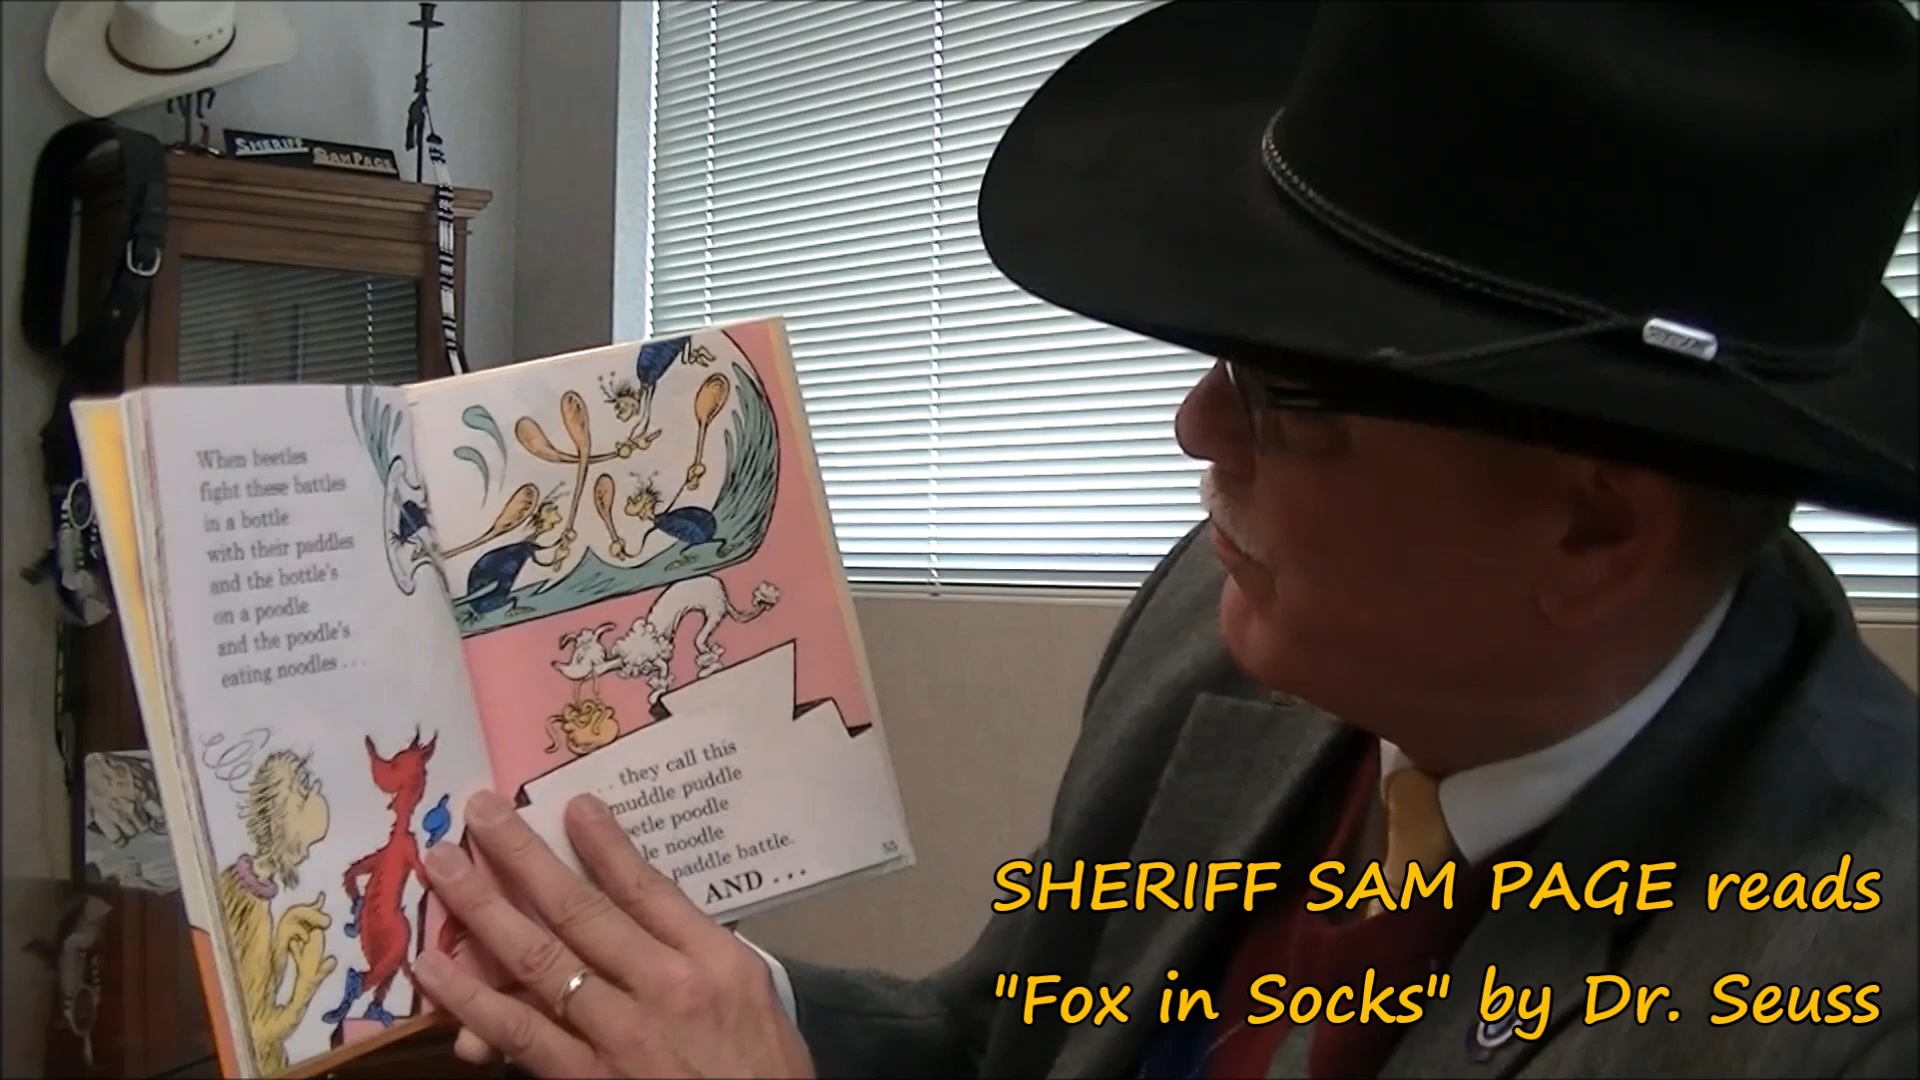 SHERIFF
SAM PAGE
When beetles
fight these battles
in a bottle
with their paddles
and the bottle's
on a poodle
and the poodle's
eating noodles . . .
. . they call this
muddle puddle
eetle poodle
le noodle
paddle battle.
55
AND . . .
SHERIFF SAM PAGE reads
"Fox in Socks" by Dr. Seuss